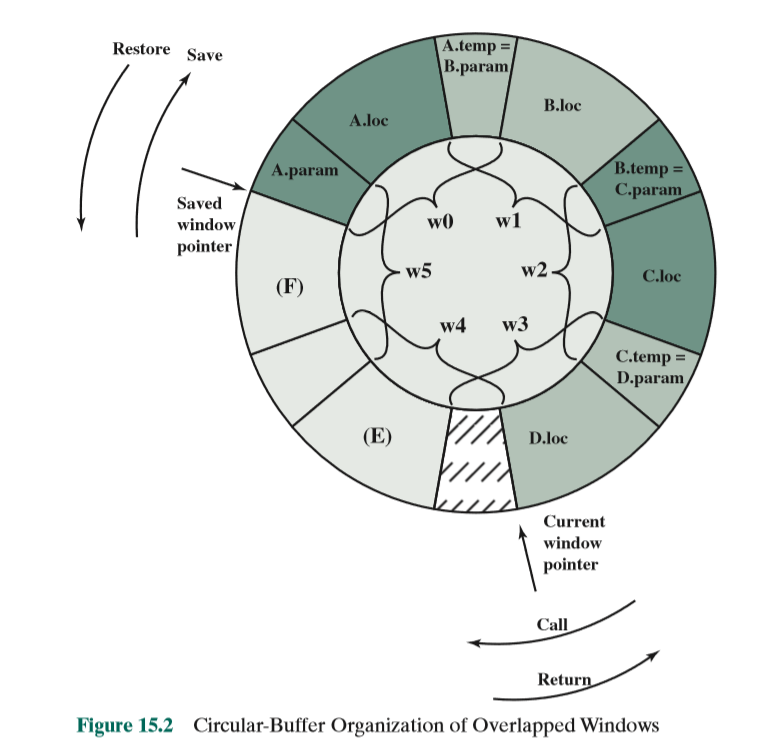 Restore
Save
A.temp =
B.param
B.loc
A.loc
B.temp =
C.param
A.param
Saved
window
pointer
w0
w1
(F)
w5
w2
C.loc
w4
w3
C.temp =
D.param
(E)
D.loc
Current
window
pointer
Call
Return
Figure 15.2 Circular-Buffer Organization of Overlapped Windows